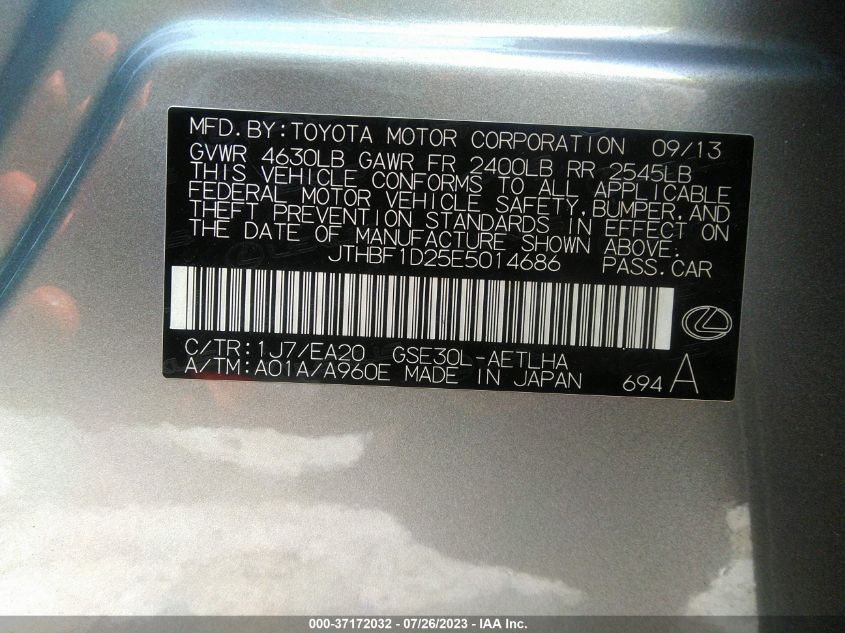 MFD.BY:TOYOTA MOTOR CORPORATION 09/13
GVWR 4630LB GAWR FR 2400LB RR 2545LB
THIS VEHICLE CONFORMS TO ALL APPLICABLE
FEDERAL MOTOR VEHICLE SAFETY,BUMPER,AND
THEFT PREVENTION STANDARDS IN EFFECT ON
THE DATE OF MANUFACTURE SHOWN ABOVE.
JTHBF1D25E5014686 PASS.CAR
C/TR:1J7/EA20 GSE30L-AETLHA
A/TM:A01A/A960E MADE IN JAPAN 694 A
000-37172032 - 07/26/2023 - IAA Inc.